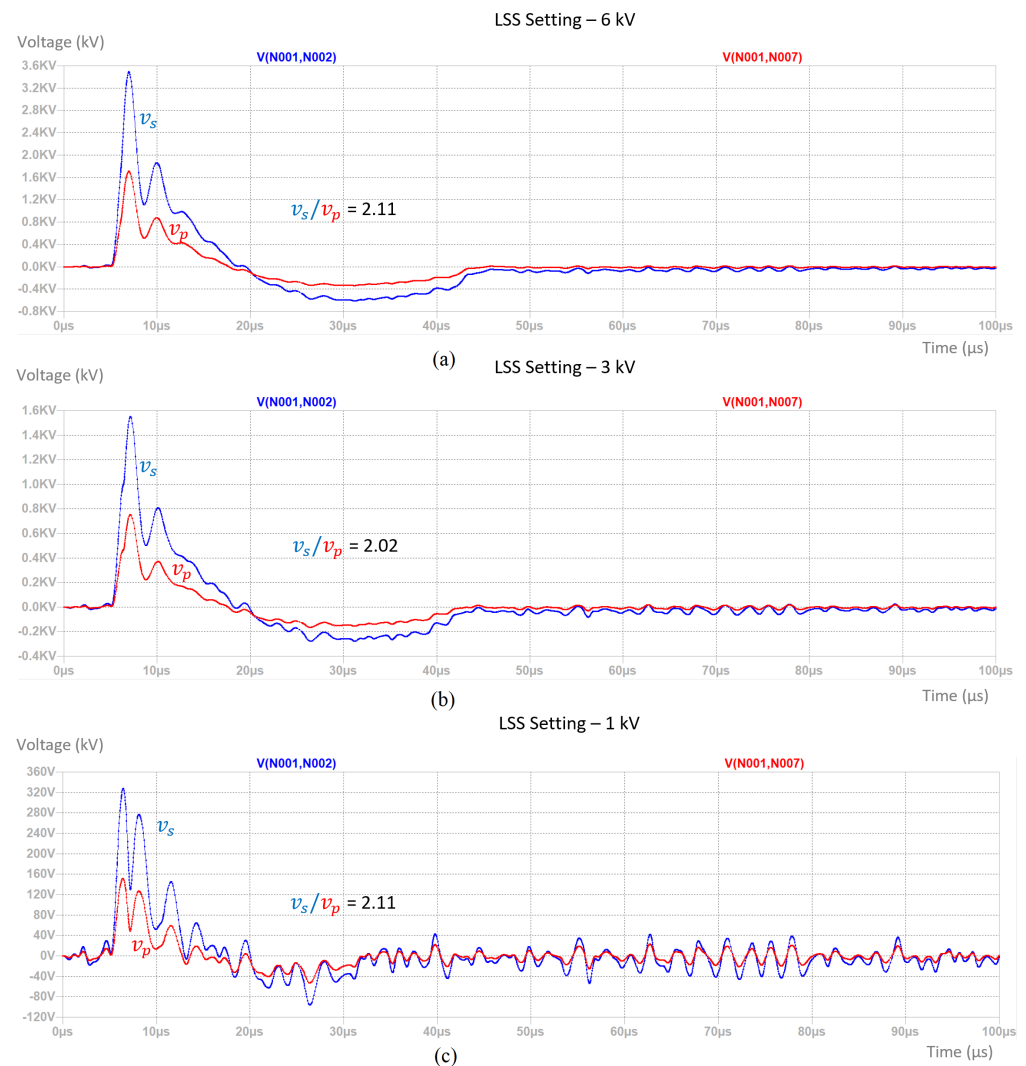 LSS Setting – 6 kV
Voltage (kV)
V(N001,N002) V(N001,N007)
3.6KV
3.2KV
2.8KV
2.4KV
2.0KV
1.6KV
1.2KV
0.8KV
0.4KV
0.0KV
-0.4KV
-0.8KV
vs
vp
vs/vp = 2.11
0µs 10µs 20µs 30µs 40µs 50µs 60µs 70µs 80µs 90µs 100µs
Time (µs)
(a)
LSS Setting – 3 kV
Voltage (kV)
V(N001,N002) V(N001,N007)
1.6KV
1.4KV
1.2KV
1.0KV
0.8KV
0.6KV
0.4KV
0.2KV
0.0KV
-0.2KV
-0.4KV
vs
vp
vs/vp = 2.02
0µs 10µs 20µs 30µs 40µs 50µs 60µs 70µs 80µs 90µs 100µs
Time (µs)
(b)
LSS Setting – 1 kV
Voltage (kV)
V(N001,N002) V(N001,N007)
360V
320V
280V
240V
200V
160V
120V
80V
40V
0V
-40V
-80V
-120V
vs
vp
vs/vp = 2.11
0µs 10µs 20µs 30µs 40µs 50µs 60µs 70µs 80µs 90µs 100µs
Time (µs)
(c)